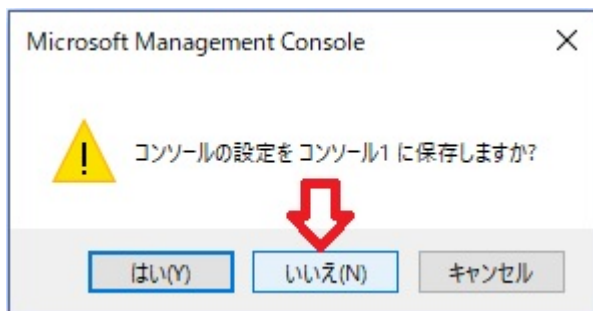 Microsoft Management Console
コンソールの設定を コンソール1 に保存しますか?
はい(Y)
いいえ(N)
キャンセル